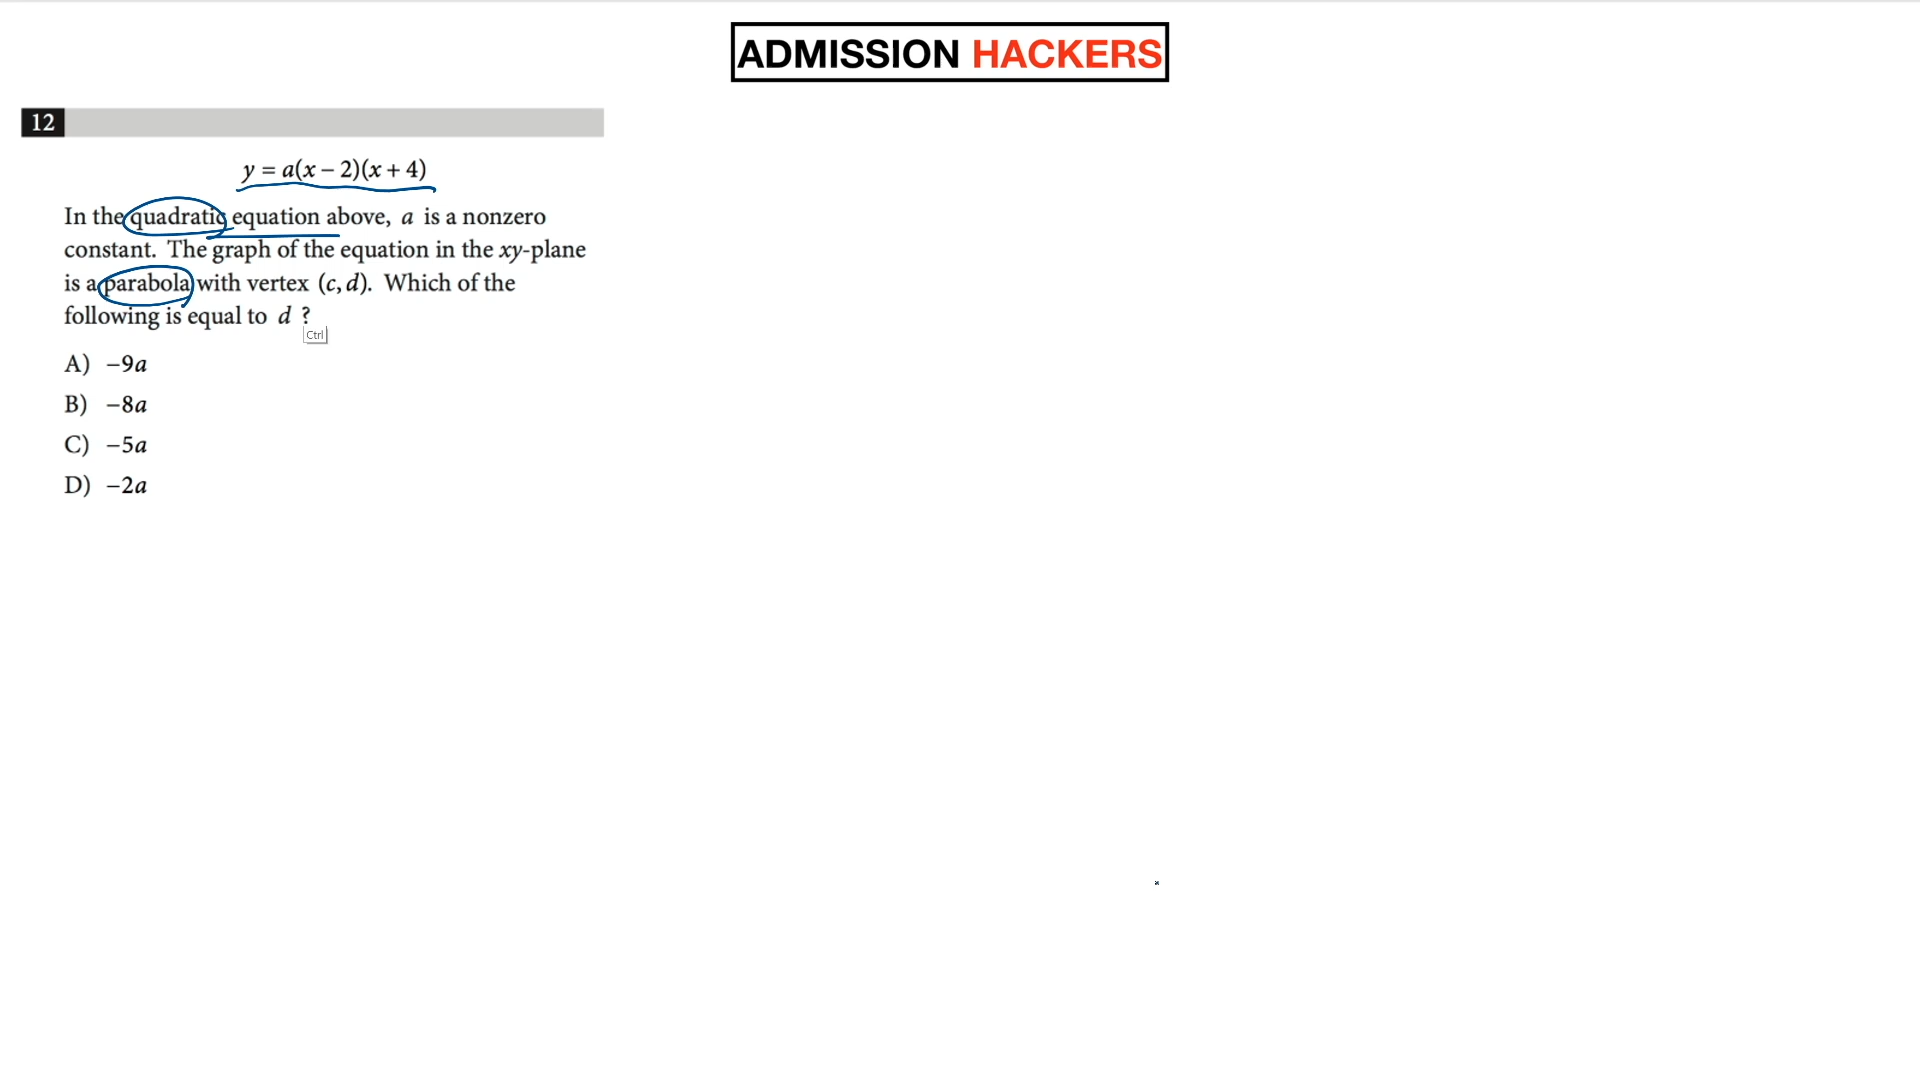 ADMISSION HACKERS
12
y = a(x − 2)(x + 4)
In the quadratic equation above, a is a nonzero
constant. The graph of the equation in the xy-plane
is a parabola with vertex (c, d). Which of the
following is equal to d ?
Ctrl
A) −9a
B) −8a
C) −5a
D) −2a